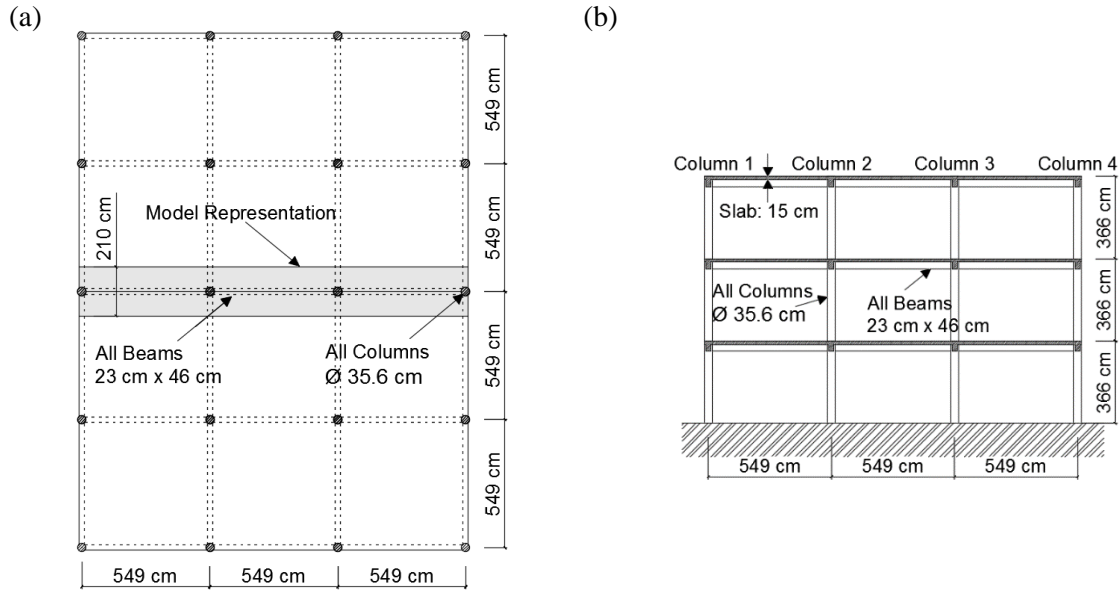 (a)
549 cm
549 cm
549 cm
549 cm
210 cm
Model Representation
All Beams
23 cm x 46 cm
All Columns
Ø 35.6 cm
549 cm
549 cm
549 cm
(b)
Column 1
Column 2
Column 3
Column 4
Slab: 15 cm
All Columns
Ø 35.6 cm
All Beams
23 cm x 46 cm
366 cm
366 cm
366 cm
549 cm
549 cm
549 cm